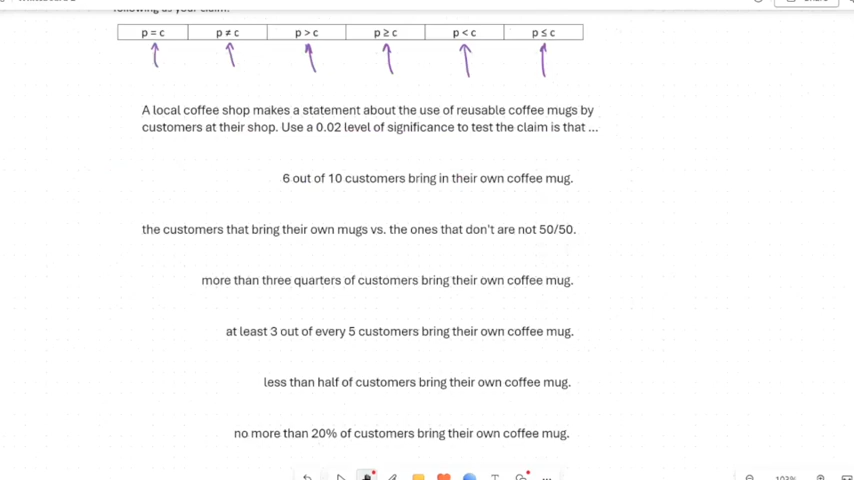 p = c p ≠ c p > c p ≥ c p < c p ≤ c
A local coffee shop makes a statement about the use of reusable coffee mugs by
customers at their shop. Use a 0.02 level of significance to test the claim is that ...
6 out of 10 customers bring in their own coffee mug.
the customers that bring their own mugs vs. the ones that don't are not 50/50.
more than three quarters of customers bring their own coffee mug.
at least 3 out of every 5 customers bring their own coffee mug.
less than half of customers bring their own coffee mug.
no more than 20% of customers bring their own coffee mug.